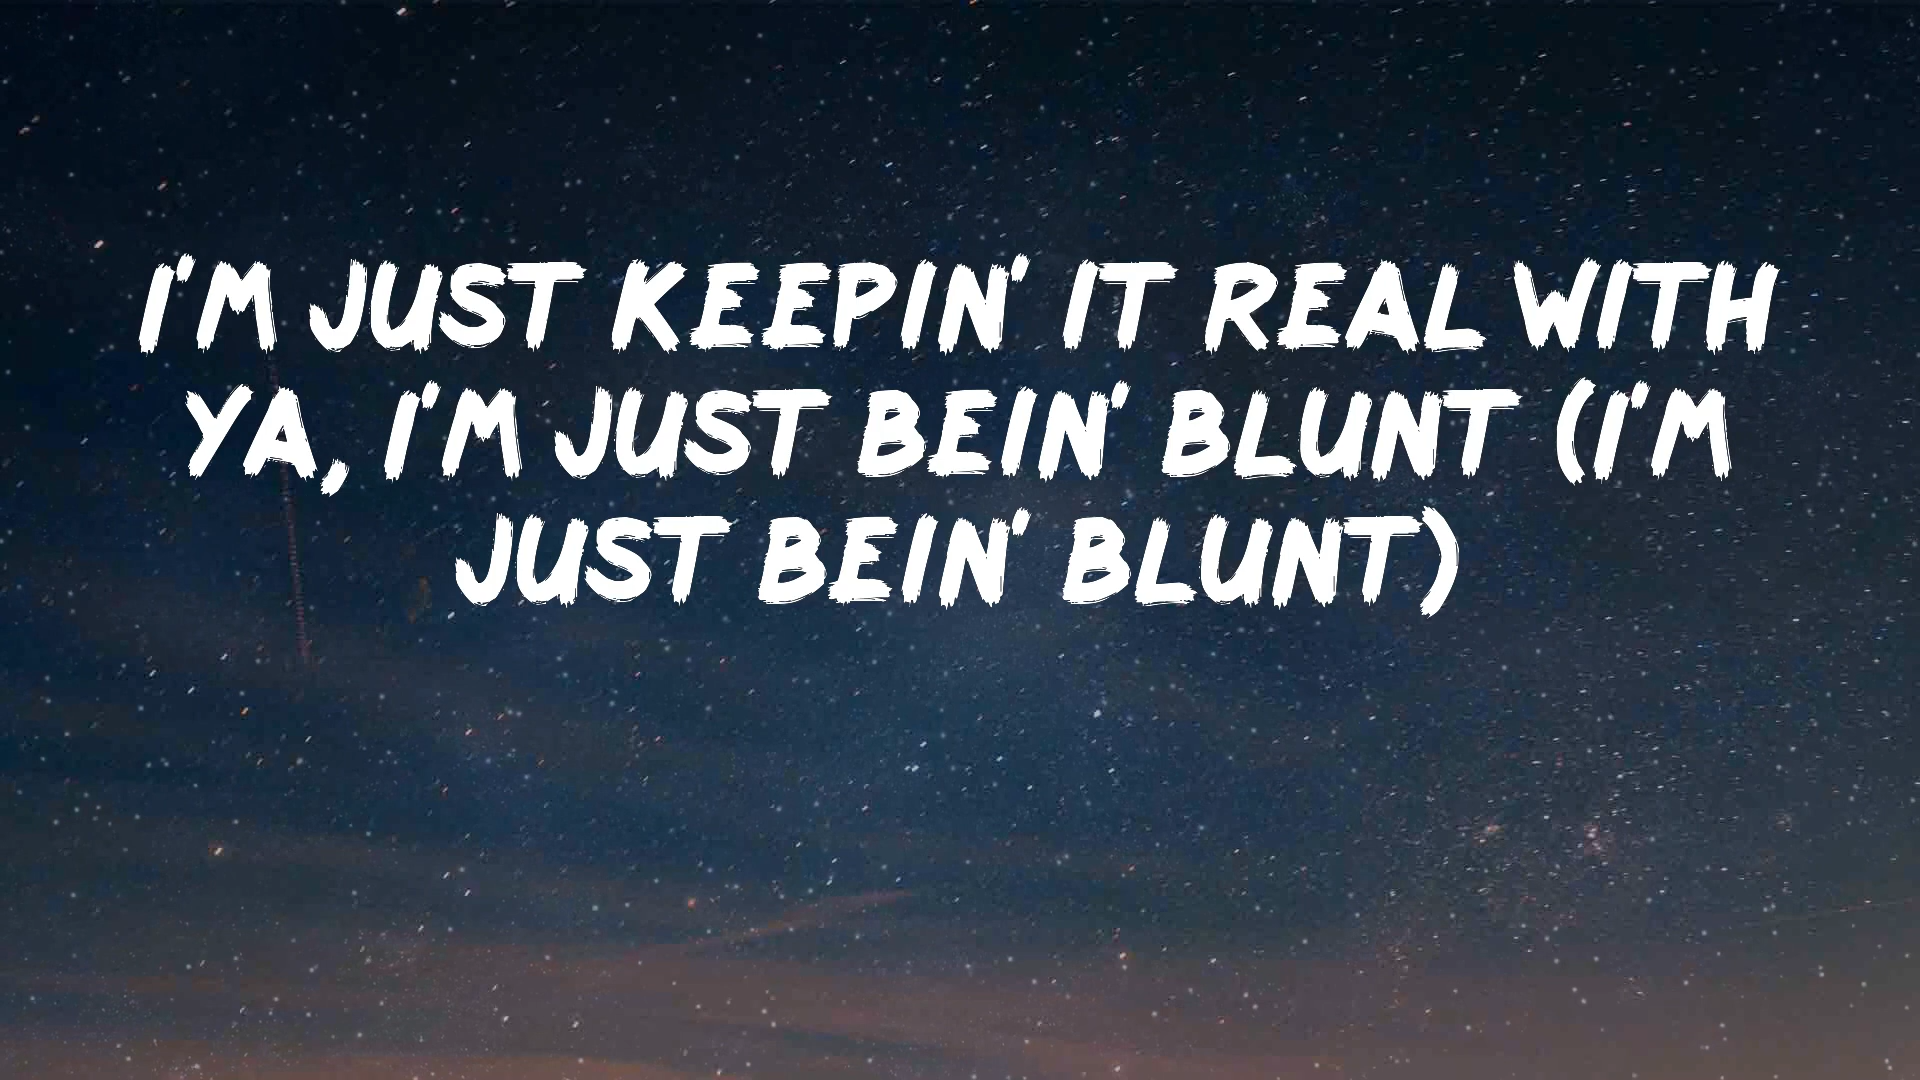 I'M JUST KEEPIN' IT REAL WITH
YA, I'M JUST BEIN' BLUNT (I'M
JUST BEIN' BLUNT)